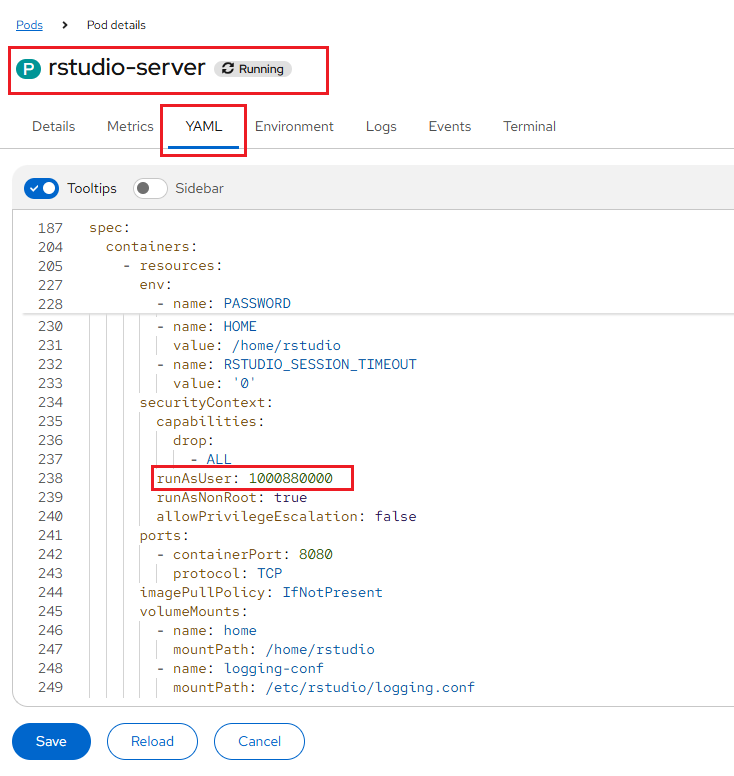 Pods > Pod details
P rstudio-server Running
Details Metrics YAML Environment Logs Events Terminal
Tooltips Sidebar
187 spec:
204 containers:
205 - resources:
227 env:
228 - name: PASSWORD
230 - name: HOME
231 value: /home/rstudio
232 - name: RSTUDIO_SESSION_TIMEOUT
233 value: '0'
234 securityContext:
235 capabilities:
236 drop:
237 - ALL
238 runAsUser: 1000880000
239 runAsNonRoot: true
240 allowPrivilegeEscalation: false
241 ports:
242 - containerPort: 8080
243 protocol: TCP
244 imagePullPolicy: IfNotPresent
245 volumeMounts:
246 - name: home
247 mountPath: /home/rstudio
248 - name: logging-conf
249 mountPath: /etc/rstudio/logging.conf
Save Reload Cancel